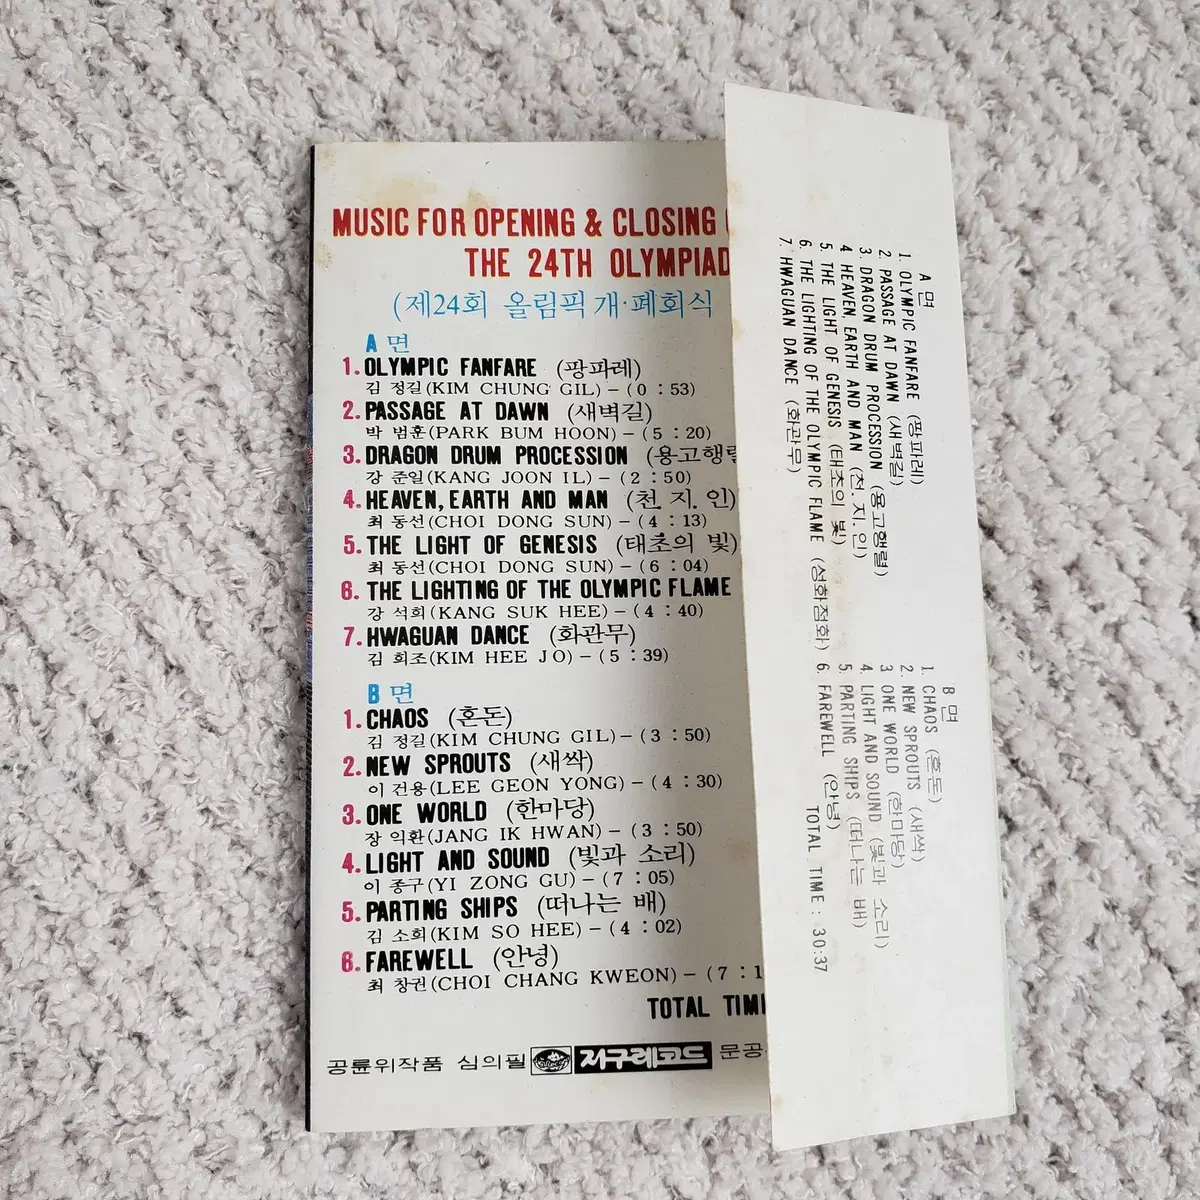 MUSIC FOR OPENING & CLOSING
THE 24TH OLYMPIAD
(제24회 올림픽 개·폐회식
A 면
1. OLYMPIC FANFARE (팡파레)
김 정길(KIM CHUNG GIL) – (0 : 53)
2. PASSAGE AT DAWN (새벽길)
박 범훈(PARK BUM HOON) – (5 : 20)
3. DRAGON DRUM PROCESSION (용고행렬
강 준일(KANG JOON IL) – (2 : 50)
4. HEAVEN, EARTH AND MAN (천. 지. 인)
최 동선(CHOI DONG SUN) – (4 : 13)
5. THE LIGHT OF GENESIS (태초의 빛)
최 동선(CHOI DONG SUN) – (6 : 04)
6. THE LIGHTING OF THE OLYMPIC FLAME
강 석희(KANG SUK HEE) – (4 : 40)
7. HWAGUAN DANCE (화관무)
김 희조(KIM HEE JO) – (5 : 39)
B 면
1. CHAOS (혼돈)
김 정길(KIM CHUNG GIL) – (3 : 50)
2. NEW SPROUTS (새싹)
이 건용(LEE GEON YONG) – (4 : 30)
3. ONE WORLD (한마당)
장 익환(JANG IK HWAN) – (3 : 50)
4. LIGHT AND SOUND (빛과 소리)
이 종구(YI ZONG GU) – (7 : 05)
5. PARTING SHIPS (떠나는 배)
김 소희(KIM SO HEE) – (4 : 02)
6. FAREWELL (안녕)
최 창권(CHOI CHANG KWEON) – (7 : 1
TOTAL TIM
공륜위작품 심의필 지구레코드 문공
A 면
1. OLYMPIC FANFARE (팡파레)
2. PASSAGE AT DAWN (새벽길)
3. DRAGON DRUM PROCESSION (용고행렬)
4 HEAVEN, EARTH AND MAN (천. 지. 인)
5. THE LIGHT OF GENESIS (태초의 빛)
6. THE LIGHTING OF THE OLYMPIC FLAME (성화점화)
7. HWAGUAN DANCE (화관무)
B 면
1. CHAOS (혼돈)
2. NEW SPROUTS (새싹)
3 ONE WORLD (한마당)
4. LIGHT AND SOUND (빛과 소리)
5. PARTING SHIPS (떠나는 배)
6. FAREWELL (안녕)
TOTAL TIME : 30:37